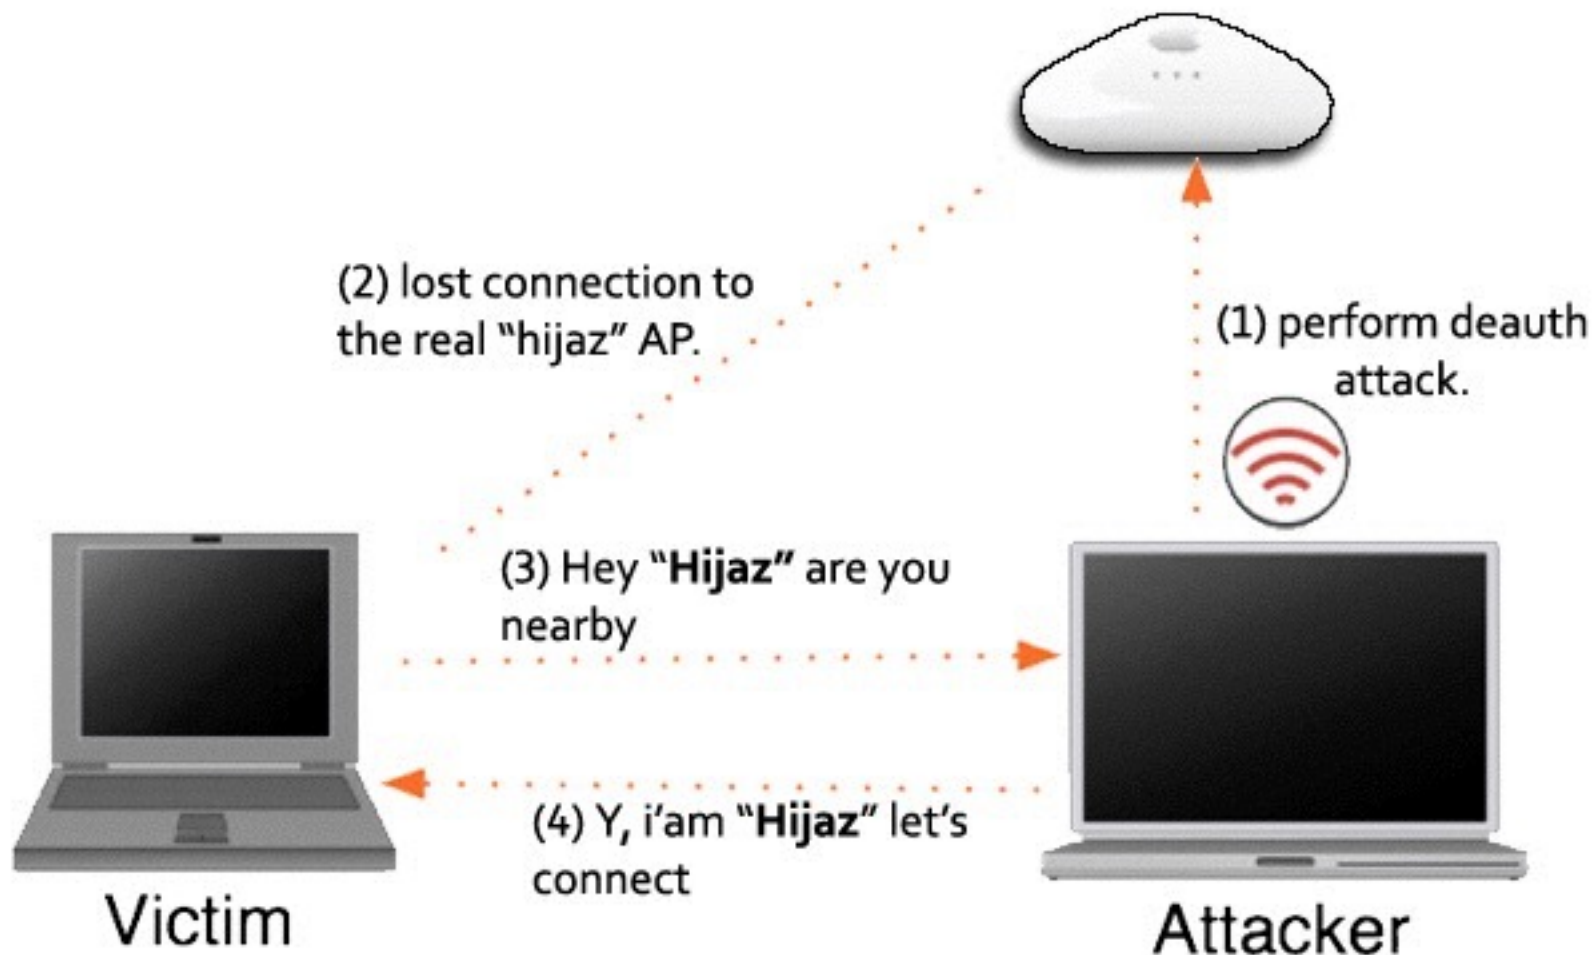 (2) lost connection to
the real "hijaz" AP.
(1) perform deauth
attack.
(3) Hey "Hijaz" are you
nearby
(4) Y, i'am "Hijaz" let's
connect
Victim
Attacker